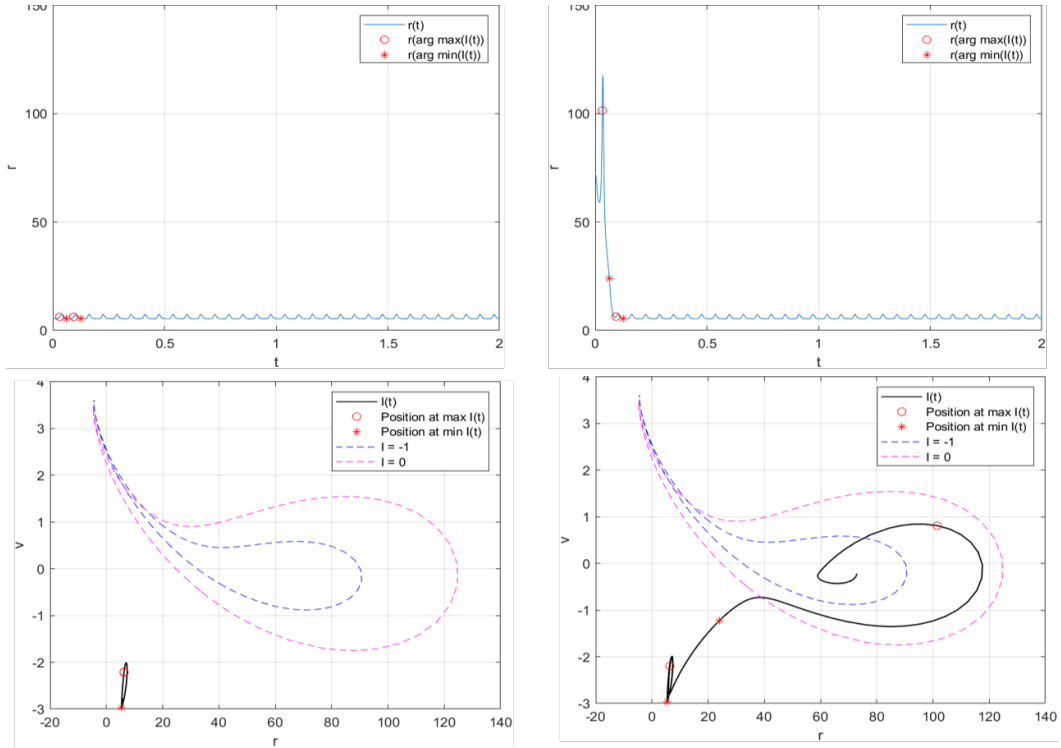 150
100
50
0
r
0
0.5
1
1.5
2
t
r(t)
r(arg max(I(t))
r(arg min(I(t))
150
100
50
0
r
0
0.5
1
1.5
2
t
r(t)
r(arg max(I(t))
r(arg min(I(t))
4
3
2
1
0
-1
-2
-3
v
-20
0
20
40
60
80
100
120
140
r
I(t)
Position at max I(t)
Position at min I(t)
I = -1
I = 0
4
3
2
1
0
-1
-2
-3
v
-20
0
20
40
60
80
100
120
140
r
I(t)
Position at max I(t)
Position at min I(t)
I = -1
I = 0